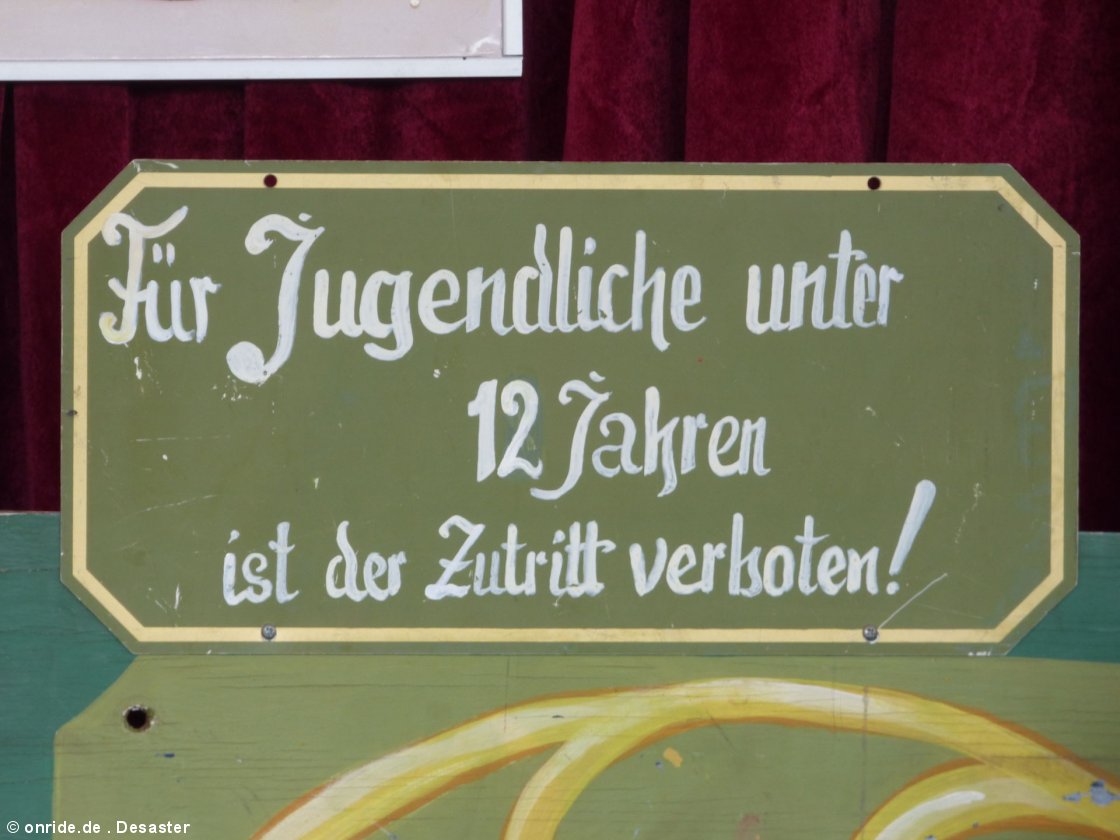 Für Jugendliche unter
12 Jahren
ist der Zutritt verboten!
onride.de . Desaster